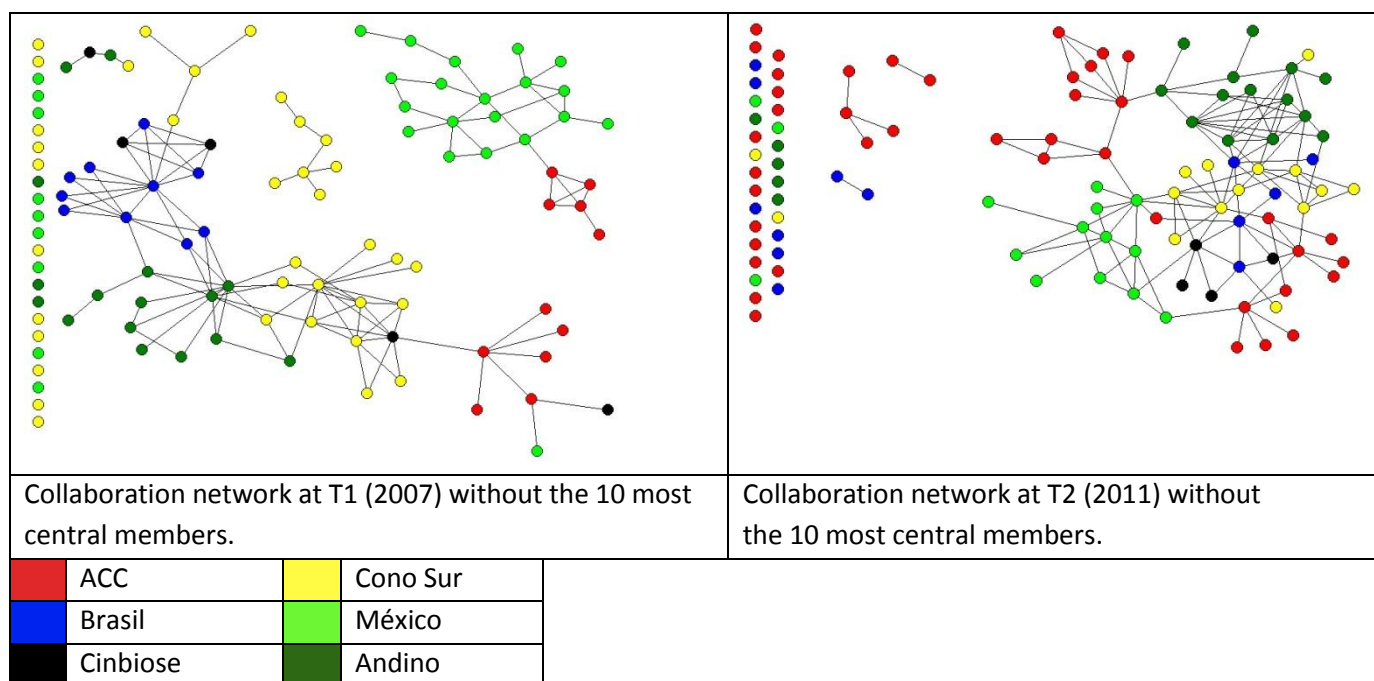 Collaboration network at T1 (2007) without the 10 most
central members.
Collaboration network at T2 (2011) without
the 10 most central members.
ACC
Cono Sur
Brasil
México
Cinbiose
Andino